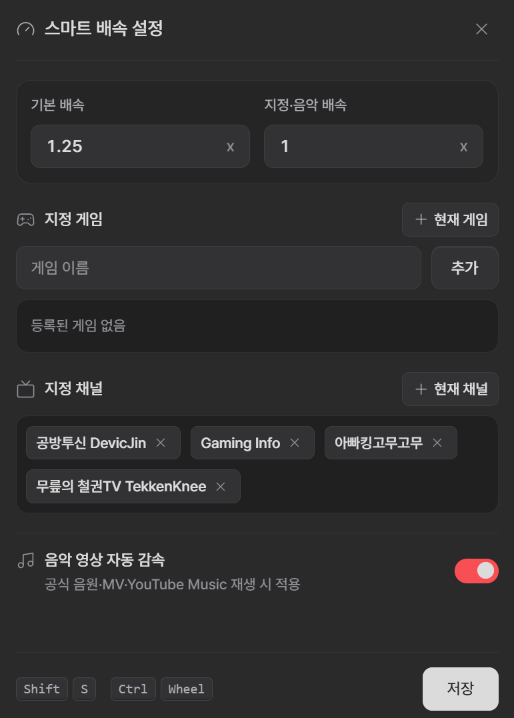 스마트 배속 설정
기본 배속
지정·음악 배속
1.25 x
1 x
지정 게임
현재 게임
게임 이름
추가
등록된 게임 없음
지정 채널
현재 채널
공방투신 DevicJin
Gaming Info
아빠킹고무고무
무릎의 철권TV TekkenKnee
음악 영상 자동 감속
공식 음원·MV·YouTube Music 재생 시 적용
Shift S Ctrl Wheel
저장